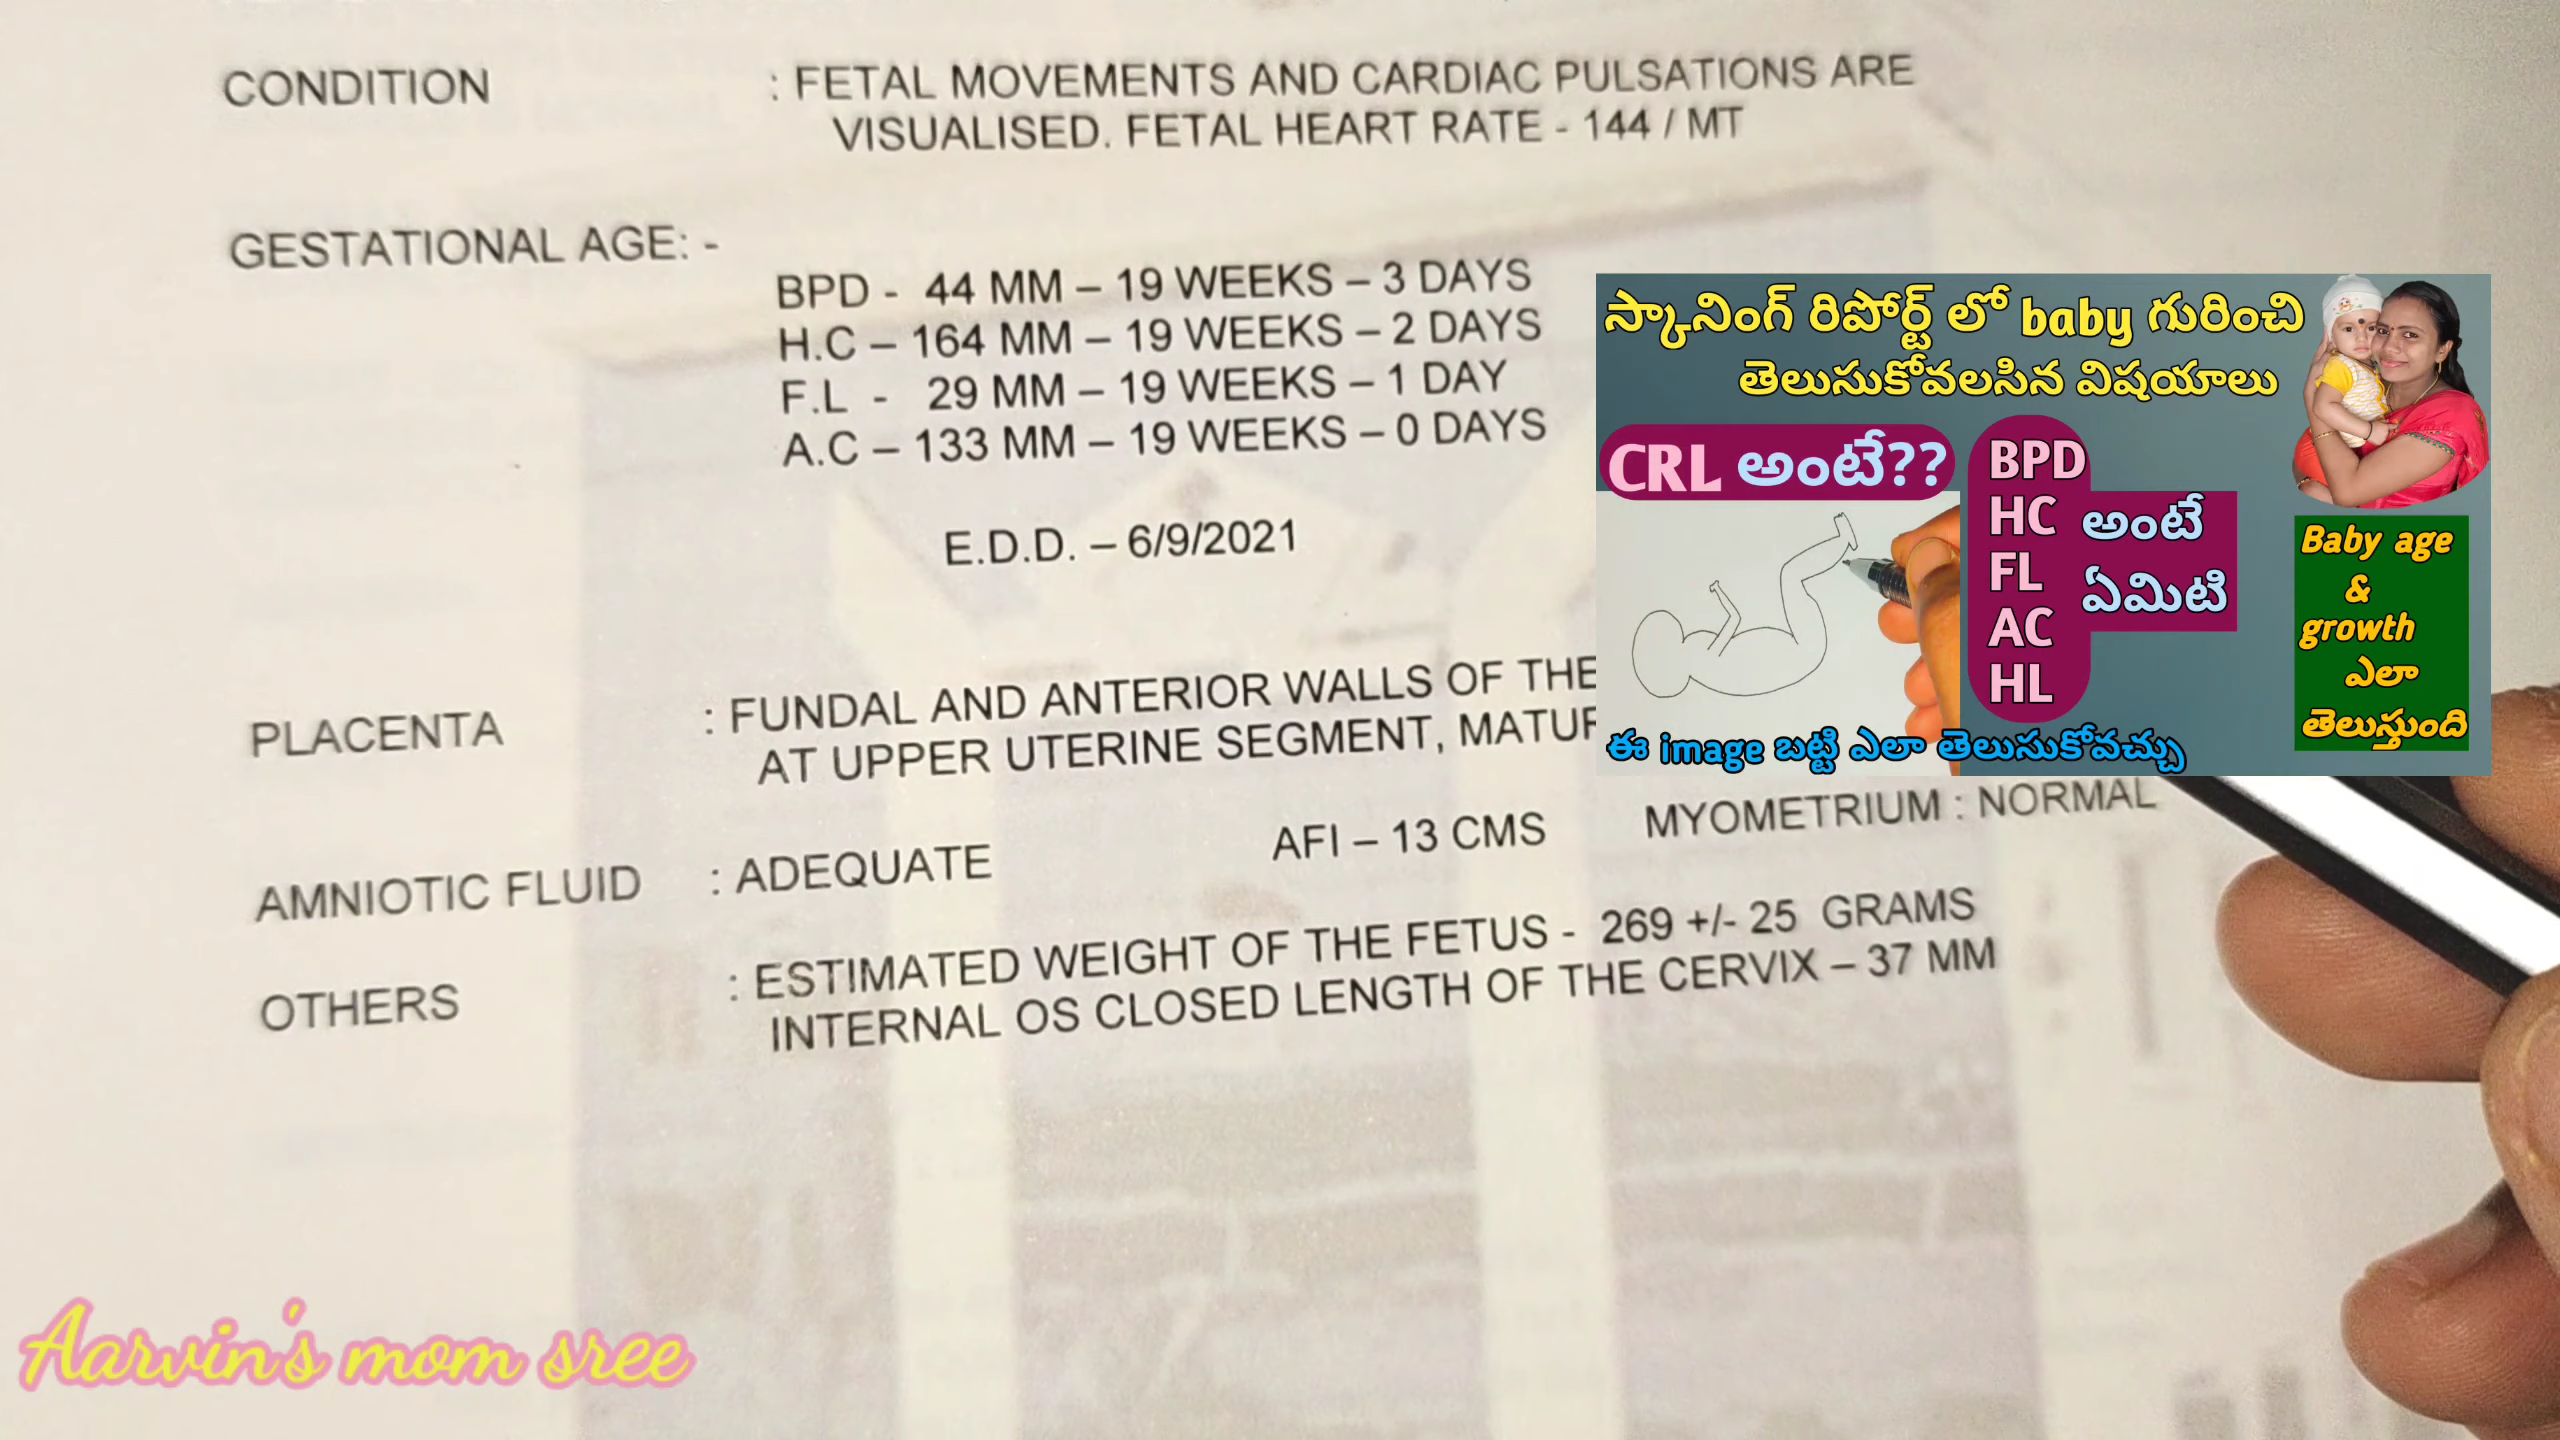 CONDITION : FETAL MOVEMENTS AND CARDIAC PULSATIONS ARE
VISUALISED. FETAL HEART RATE - 144 / MT
GESTATIONAL AGE: -
BPD - 44 MM – 19 WEEKS – 3 DAYS
H.C – 164 MM – 19 WEEKS – 2 DAYS
F.L - 29 MM – 19 WEEKS – 1 DAY
A.C – 133 MM – 19 WEEKS – 0 DAYS
E.D.D. – 6/9/2021
PLACENTA : FUNDAL AND ANTERIOR WALLS OF THE
AT UPPER UTERINE SEGMENT, MATUR
AMNIOTIC FLUID : ADEQUATE AFI – 13 CMS MYOMETRIUM : NORMAL
OTHERS : ESTIMATED WEIGHT OF THE FETUS - 269 +/- 25 GRAMS
INTERNAL OS CLOSED LENGTH OF THE CERVIX – 37 MM
స్కానింగ్ రిపోర్ట్ లో baby గురించి
తెలుసుకోవలసిన విషయాలు
CRL అంటే??
BPD
HC
FL
AC
HL
అంటే
ఏమిటి
Baby age
&
growth
ఎలా
తెలుస్తుంది
ఈ image బట్టి ఎలా తెలుసుకోవచ్చు
Aarvin's mom sree